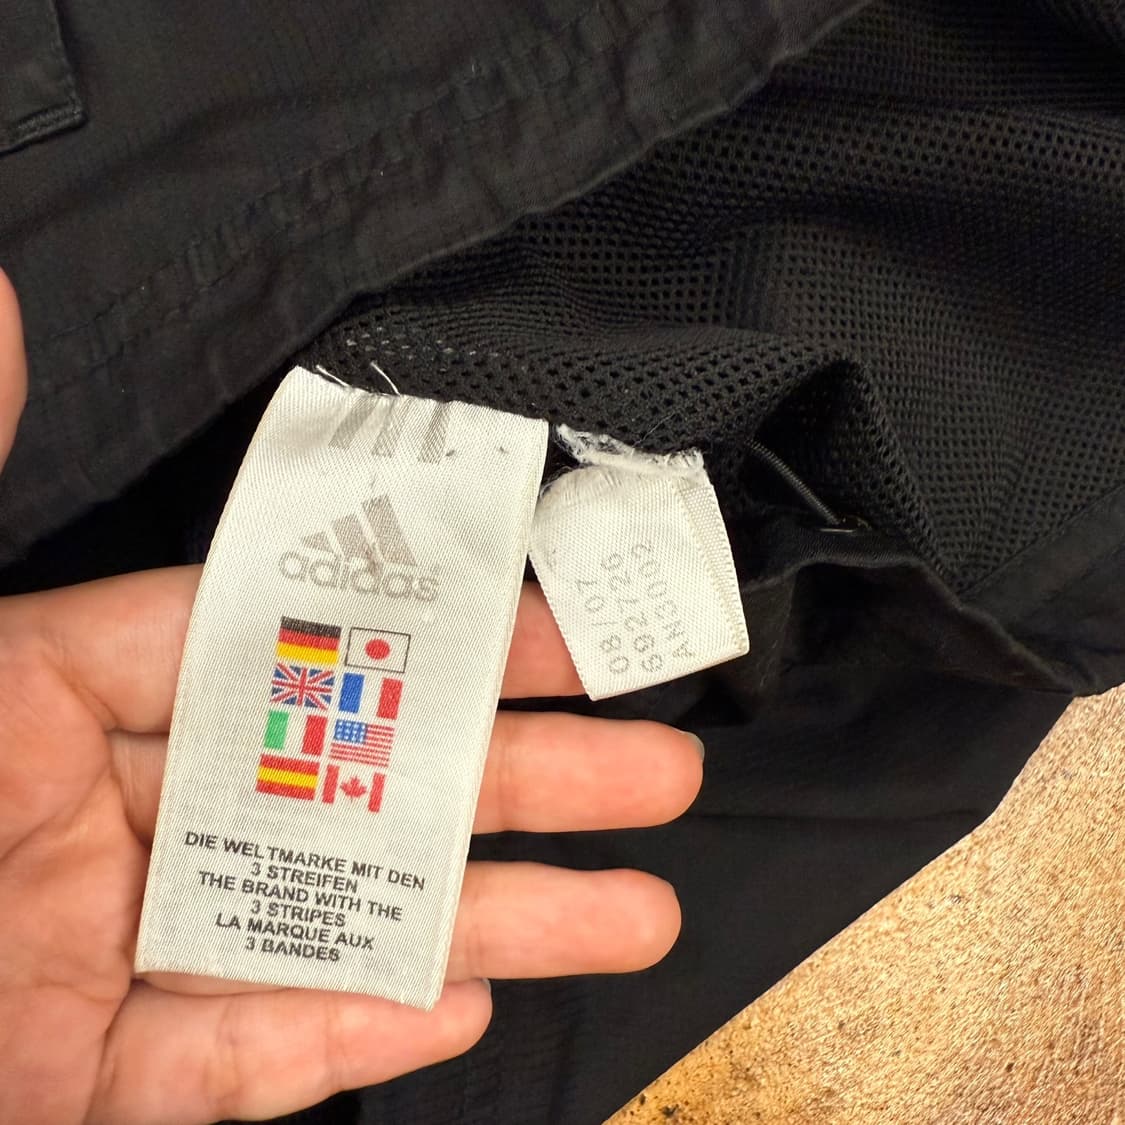 adidas
DIE WELTMARKE MIT DEN
3 STREIFEN
THE BRAND WITH THE
3 STRIPES
LA MARQUE AUX
3 BANDES
08/07
692726
AH3002